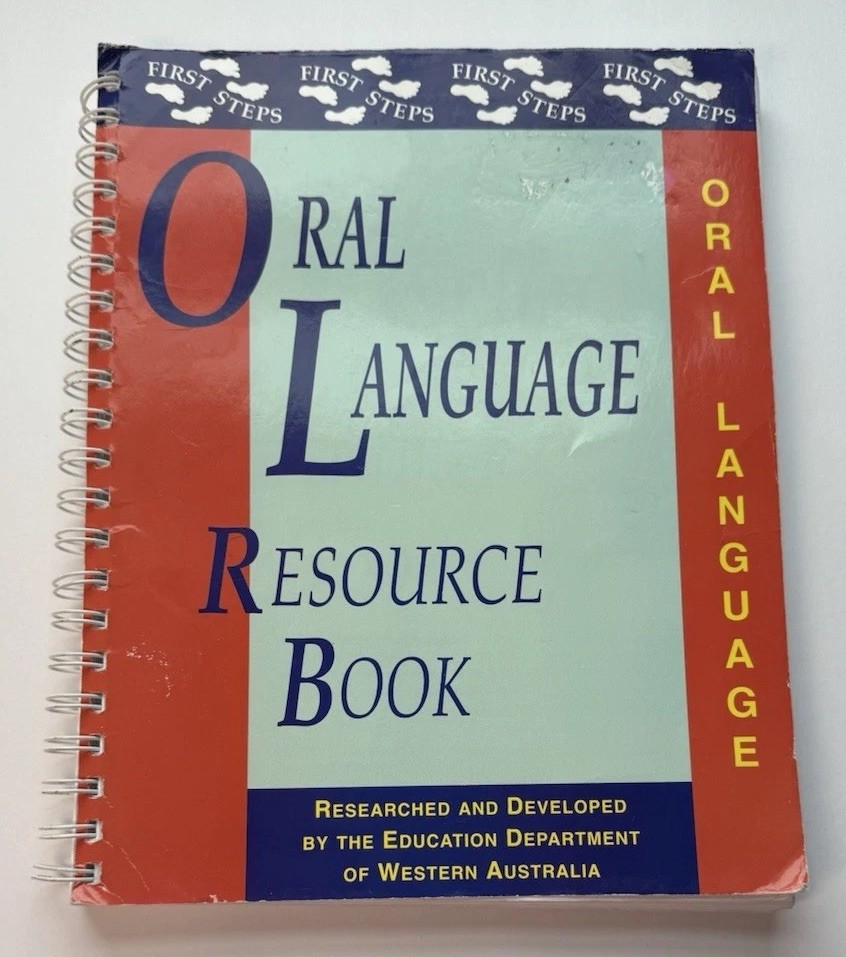 FIRST STEPS FIRST STEPS FIRST STEPS FIRST STEPS
ORAL
LANGUAGE
RESOURCE
BOOK
RESEARCHED AND DEVELOPED
BY THE EDUCATION DEPARTMENT
OF WESTERN AUSTRALIA
ORAL LANGUAGE